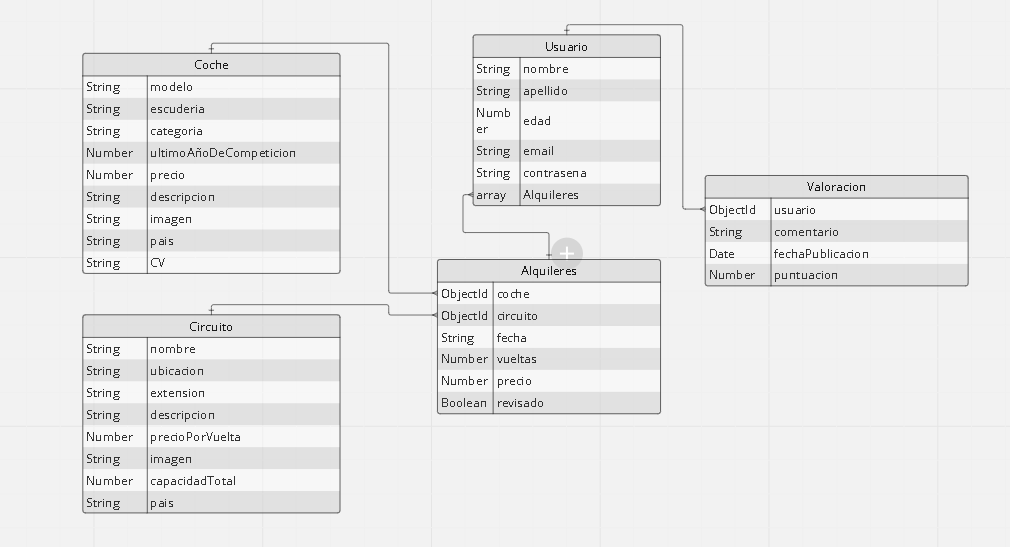 Coche
String modelo
String escuderia
String categoria
Number ultimoAñoDeCompeticion
Number precio
String descripcion
String imagen
String pais
String CV
Usuario
String nombre
String apellido
Numb
er edad
String email
String contrasena
array Alquileres
Valoracion
ObjectId usuario
String comentario
Date fechaPublicacion
Number puntuacion
Alquileres
ObjectId coche
ObjectId circuito
String fecha
Number vueltas
Number precio
Boolean revisado
Circuito
String nombre
String ubicacion
String extension
String descripcion
Number precioPorVuelta
String imagen
Number capacidadTotal
String pais